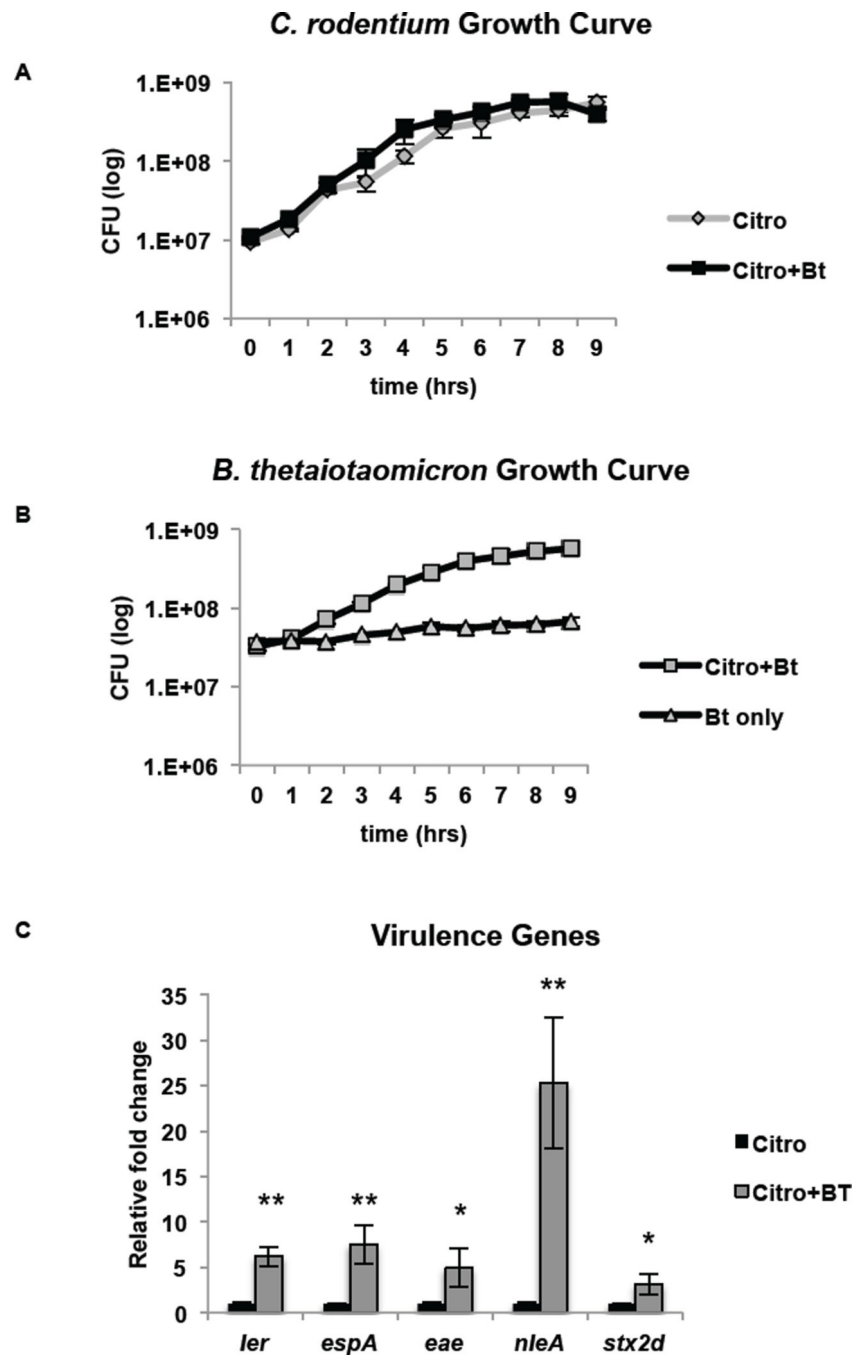 C. rodentium Growth Curve
A
1.E+09
1.E+08
1.E+07
1.E+06
CFU (log)
0 1 2 3 4 5 6 7 8 9
time (hrs)
Citro
Citro+Bt
B. thetaiotaomicron Growth Curve
B
1.E+09
1.E+08
1.E+07
1.E+06
CFU (log)
0 1 2 3 4 5 6 7 8 9
time (hrs)
Citro+Bt
Bt only
C
Virulence Genes
35
30
25
20
15
10
5
0
Relative fold change
** ** * ** *
ler espA eae nleA stx2d
Citro
Citro+BT